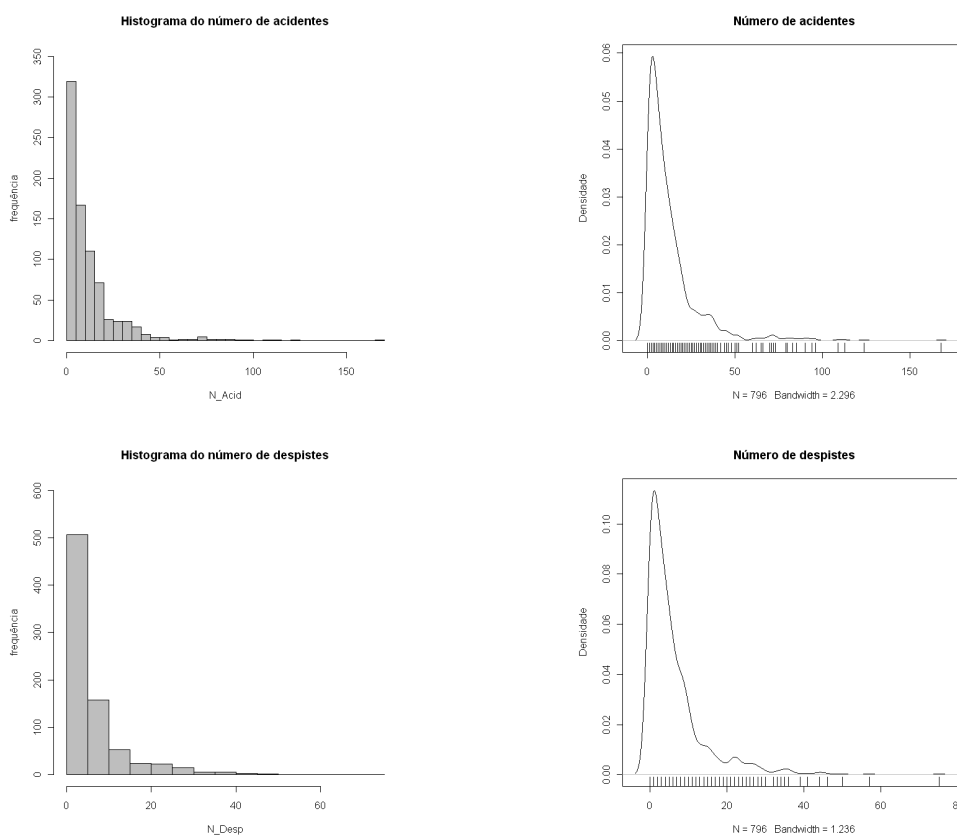 Histograma do número de acidentes
frequência
0
50
100
150
200
250
300
350
0 50 100 150
N_Acid
Número de acidentes
Densidade
0.00
0.01
0.02
0.03
0.04
0.05
0.06
0 50 100 150
N = 796 Bandwidth = 2.296
Histograma do número de despistes
frequência
0
100
200
300
400
500
600
0 20 40 60
N_Desp
Número de despistes
Densidade
0.00
0.02
0.04
0.06
0.08
0.10
0 20 40 60 80
N = 796 Bandwidth = 1.236